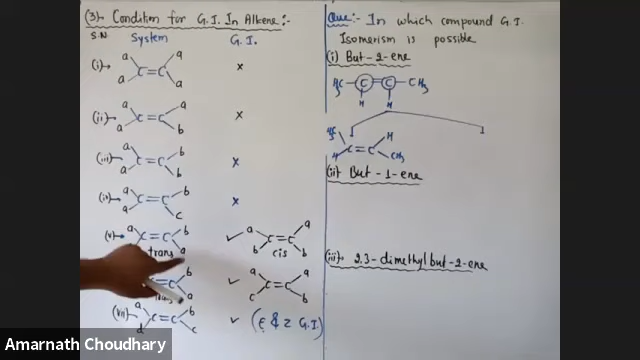 (3). Condition for G.I. In Alkene:-
S.N. System G.I.
(i)→ a a C=C a a ×
(ii)→ a a C=C a b ×
(iii)→ a a C=C b b ×
(iv)→ a a C=C b c ×
(v)→ a b C=C b a trans ✓ a b C=C a b cis
C=C b a ✓ a c C=C a b
(vii)→ a d C=C b c ✓ (E & Z G.I.)
Que:- In which compound G.I.
Isomerism is possible
(i) But-2-ene
H₃C-C=C-CH₃
H H
H₃C H
C=C
H CH₃
(ii) But-1-ene
(iii)→ 2,3-dimethyl but-2-ene
Amarnath Choudhary